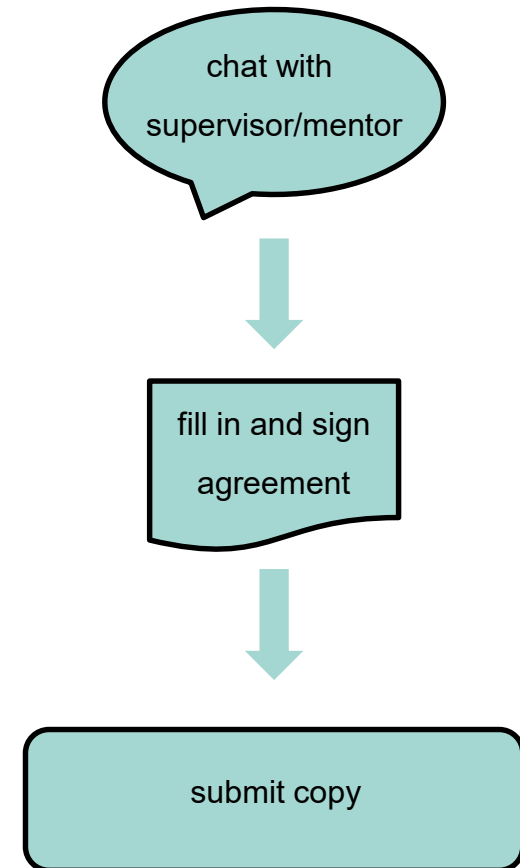 chat with
supervisor/mentor
fill in and sign
agreement
submit copy